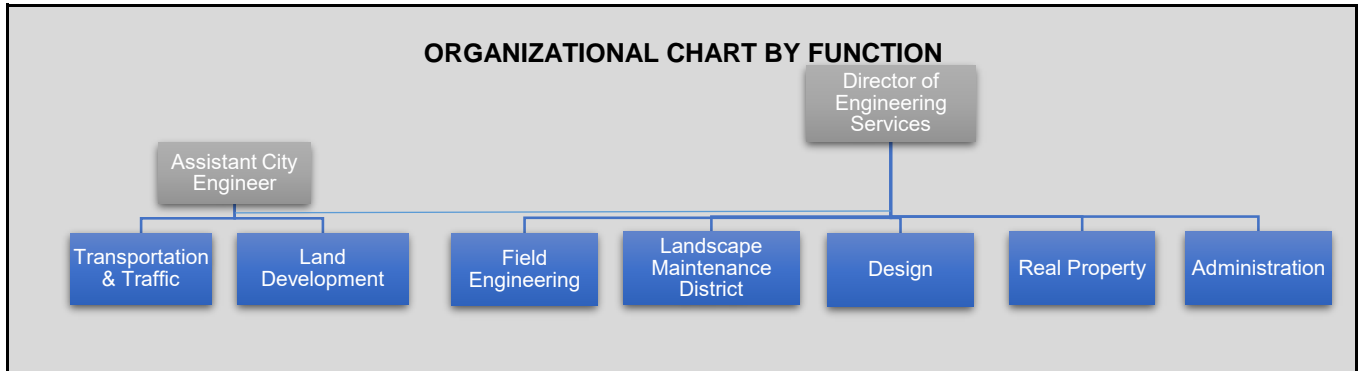 ORGANIZATIONAL CHART BY FUNCTION
Director of
Engineering
Services
Assistant City
Engineer
Transportation
& Traffic
Land
Development
Field
Engineering
Landscape
Maintenance
District
Design
Real Property
Administration